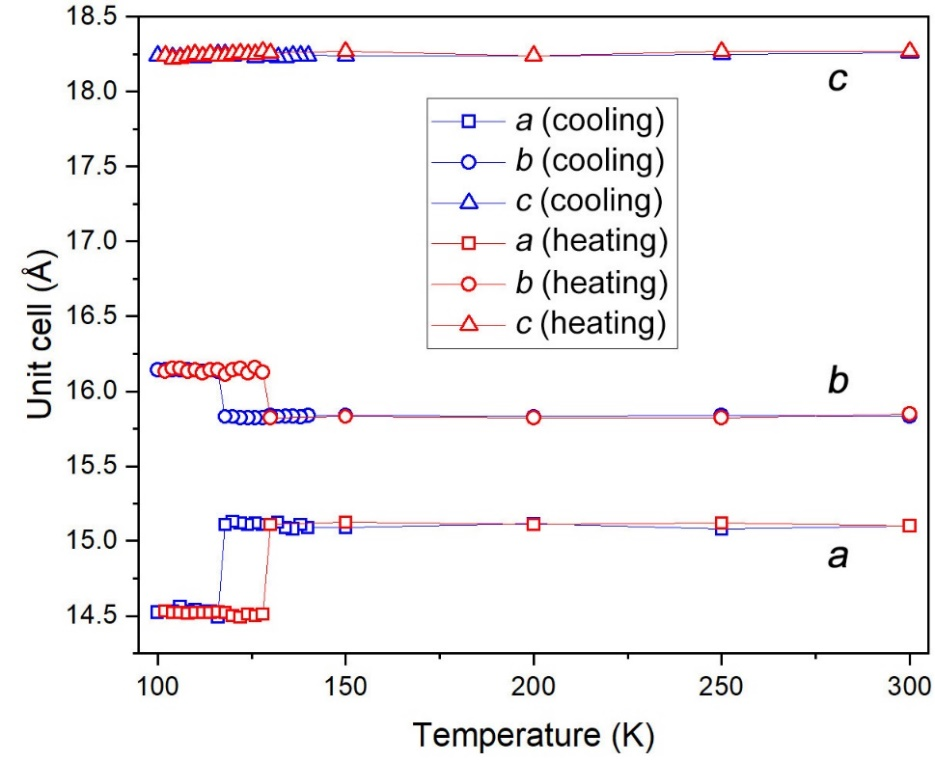 18.5
18.0
17.5
17.0
16.5
16.0
15.5
15.0
14.5
Unit cell (Å)
c
a (cooling)
b (cooling)
c (cooling)
a (heating)
b (heating)
c (heating)
b
a
100 150 200 250 300
Temperature (K)